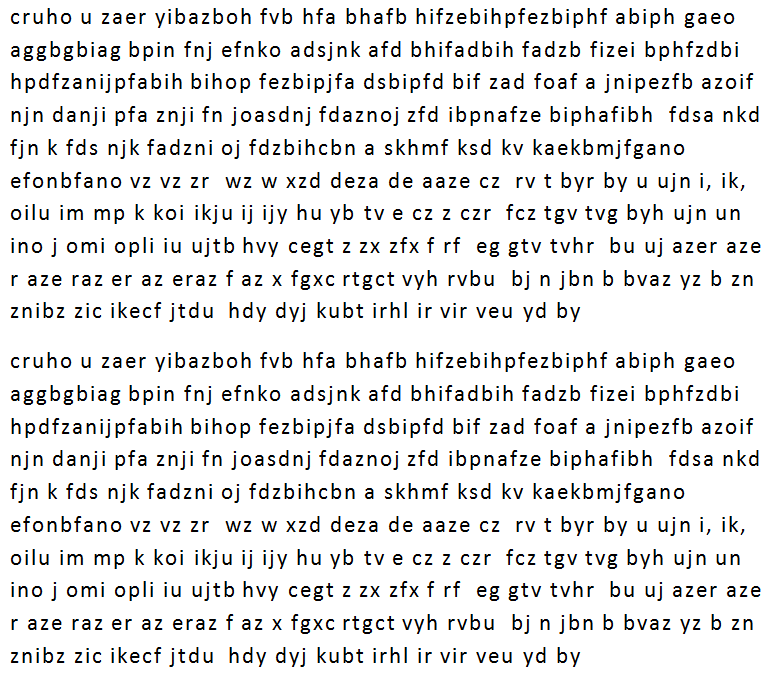 cruho u zaer yibazboh fvb hfa bhafb hifzebihpfezbiphf abiph gaeo
aggbgbiag bpin fnj efnko adsjnk afd bhifadbih fadzb fizei bphfzdbi
hpdfzanijpfabih bihop fezbipjfa dsbipfd bif zad foaf a jnipezfb azoif
njn danji pfa znji fn joasdnj fdaznoj zfd ibpnafze biphafibh  fdsa nkd
fjn k fds njk fadzni oj fdzbihcbn a skhmf ksd kv kaekbmjfgano
efonbfano vz vz zr  wz w xzd deza de aaze cz  rv t byr by u ujn i, ik,
oilu im mp k koi ikju ij ijy hu yb tv e cz z czr  fcz tgv tvg byh ujn un
ino j omi opli iu ujtb hvy cegt z zx zfx f rf  eg gtv tvhr  bu uj azer aze
r aze raz er az eraz f az x fgxc rtgct vyh rvbu  bj n jbn b bvaz yz b zn
znibz zic ikecf jtdu  hdy dyj kubt irhl ir vir veu yd by
cruho u zaer yibazboh fvb hfa bhafb hifzebihpfezbiphf abiph gaeo
aggbgbiag bpin fnj efnko adsjnk afd bhifadbih fadzb fizei bphfzdbi
hpdfzanijpfabih bihop fezbipjfa dsbipfd bif zad foaf a jnipezfb azoif
njn danji pfa znji fn joasdnj fdaznoj zfd ibpnafze biphafibh  fdsa nkd
fjn k fds njk fadzni oj fdzbihcbn a skhmf ksd kv kaekbmjfgano
efonbfano vz vz zr  wz w xzd deza de aaze cz  rv t byr by u ujn i, ik,
oilu im mp k koi ikju ij ijy hu yb tv e cz z czr  fcz tgv tvg byh ujn un
ino j omi opli iu ujtb hvy cegt z zx zfx f rf  eg gtv tvhr  bu uj azer aze
r aze raz er az eraz f az x fgxc rtgct vyh rvbu  bj n jbn b bvaz yz b zn
znibz zic ikecf jtdu  hdy dyj kubt irhl ir vir veu yd by